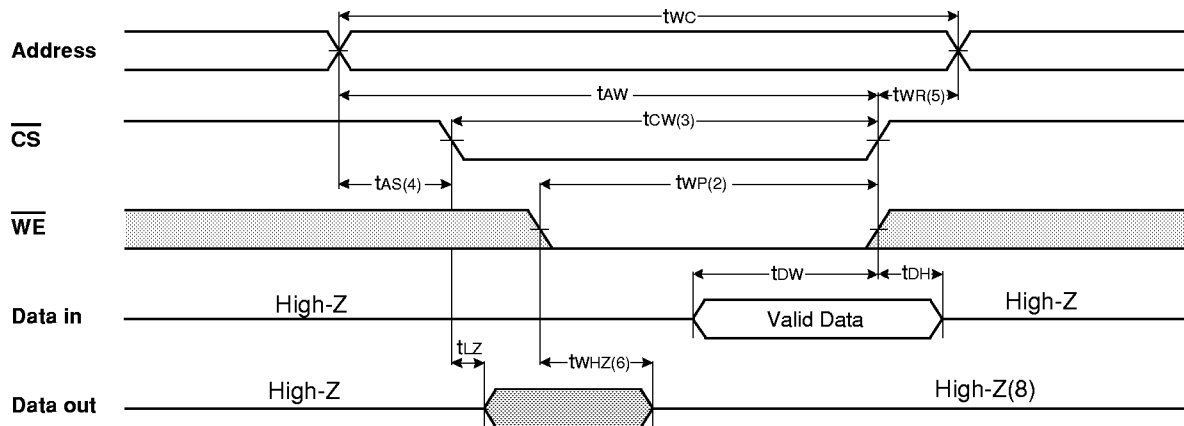 tWC
Address
tAW
tWR(5)
CS
tCW(3)
tAS(4)
tWP(2)
WE
tDW
tDH
Data in
High-Z
Valid Data
High-Z
tLZ
tWHZ(6)
Data out
High-Z
High-Z(8)